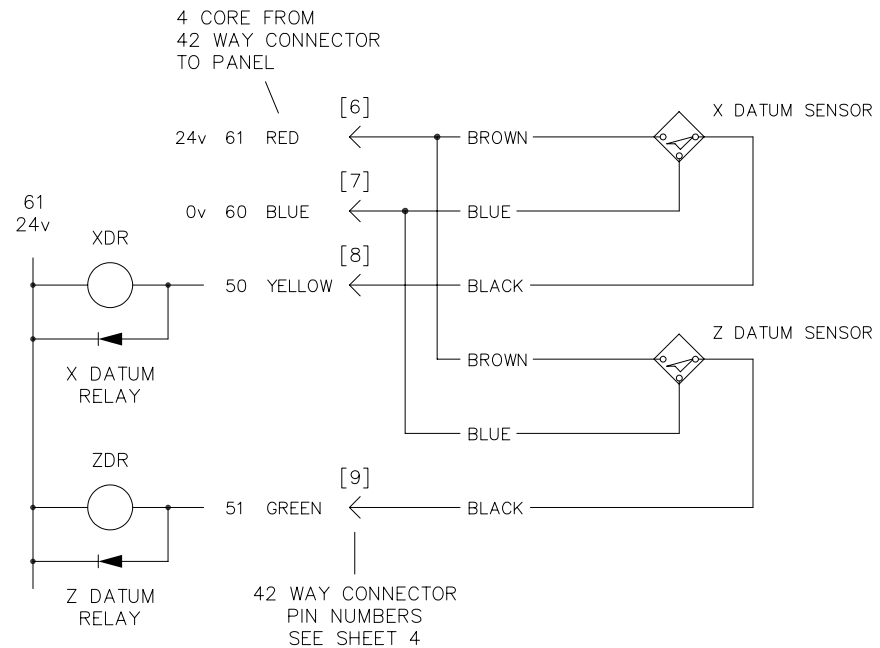 4 CORE FROM
42 WAY CONNECTOR
TO PANEL
[6]
X DATUM SENSOR
24v 61 RED
BROWN
[7]
61
24v
0v 60 BLUE
BLUE
XDR
[8]
50 YELLOW
BLACK
Z DATUM SENSOR
BROWN
X DATUM
RELAY
BLUE
ZDR
[9]
51 GREEN
BLACK
Z DATUM
RELAY
42 WAY CONNECTOR
PIN NUMBERS
SEE SHEET 4